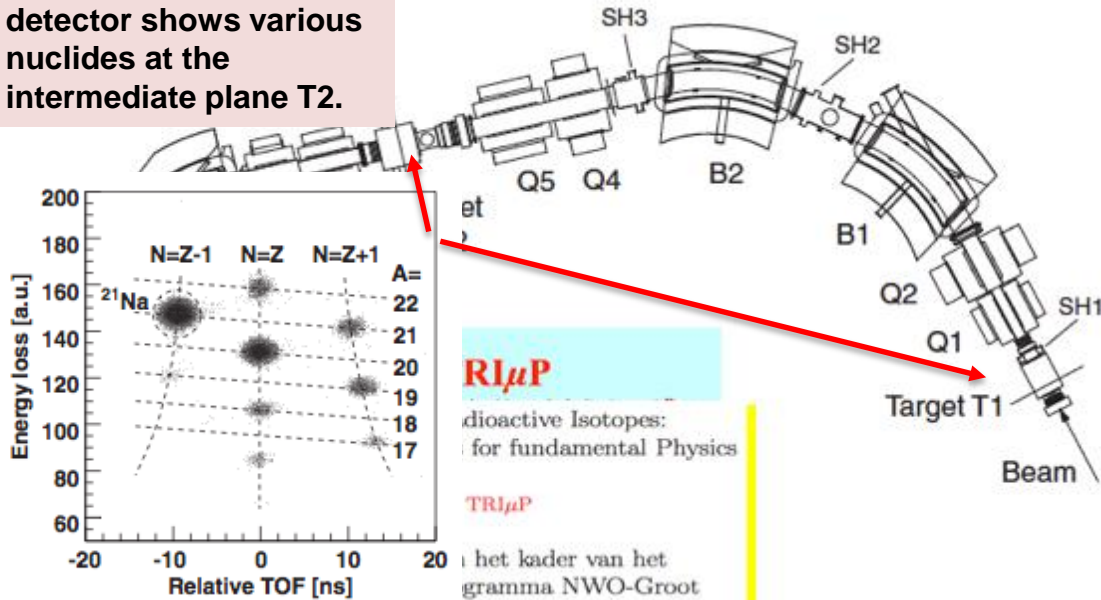 detector shows various
nuclides at the
intermediate plane T2.
SH3
SH2
Q5
Q4
B2
B1
Q2
Q1
SH1
Target T1
Beam
et
200
180
160
140
120
100
80
60
Energy loss [a.u.]
N=Z-1
N=Z
N=Z+1
A=
22
21
20
19
18
17
21Na
-20
-10
0
10
20
Relative TOF [ns]
RIμP
dioactive Isotopes:
for fundamental Physics
TRIμP
het kader van het
gramma NWO-Groot